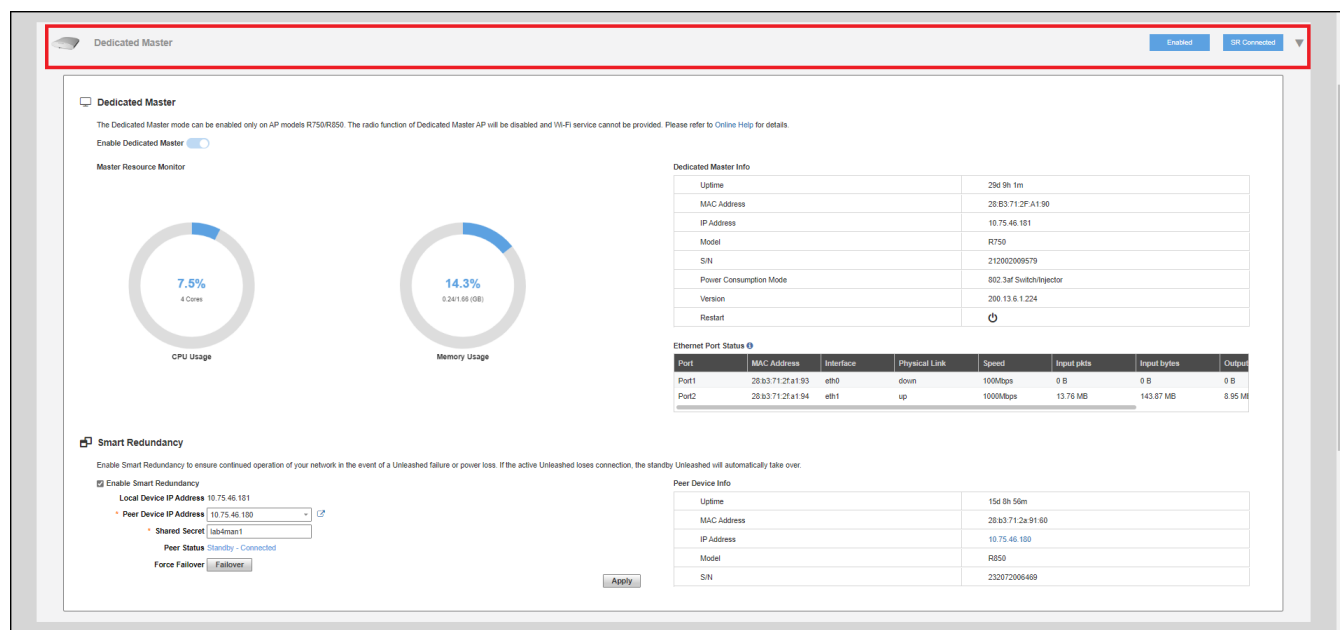 Dedicated Master Enabled SR Connected
Dedicated Master
The Dedicated Master mode can be enabled only on AP models R750/R850. The radio function of Dedicated Master AP will be disabled and Wi-Fi service cannot be provided. Please refer to Online Help for details.
Enable Dedicated Master
Master Resource Monitor
7.5%
4 Cores
CPU Usage
14.3%
0.24/1.66 (GB)
Memory Usage
Dedicated Master Info
Uptime 29d 9h 1m
MAC Address 28:B3:71:2F:A1:90
IP Address 10.75.46.181
Model R750
S/N 212002009579
Power Consumption Mode 802.3af Switch/Injector
Version 200.13.6.1.224
Restart
Ethernet Port Status
Port MAC Address Interface Physical Link Speed Input pkts Input bytes Output
Port1 28:b3:71:2f:a1:93 eth0 down 100Mbps 0 B 0 B 0 B
Port2 28:b3:71:2f:a1:94 eth1 up 1000Mbps 13.76 MB 143.87 MB 8.95 M
Smart Redundancy
Enable Smart Redundancy to ensure continued operation of your network in the event of a Unleashed failure or power loss. If the active Unleashed loses connection, the standby Unleashed will automatically take over.
Enable Smart Redundancy
Local Device IP Address 10.75.46.181
* Peer Device IP Address 10.75.46.180
* Shared Secret lab4man1
Peer Status Standby - Connected
Force Failover Failover
Apply
Peer Device Info
Uptime 15d 8h 56m
MAC Address 28:b3:71:2a:91:60
IP Address 10.75.46.180
Model R850
S/N 232072006469